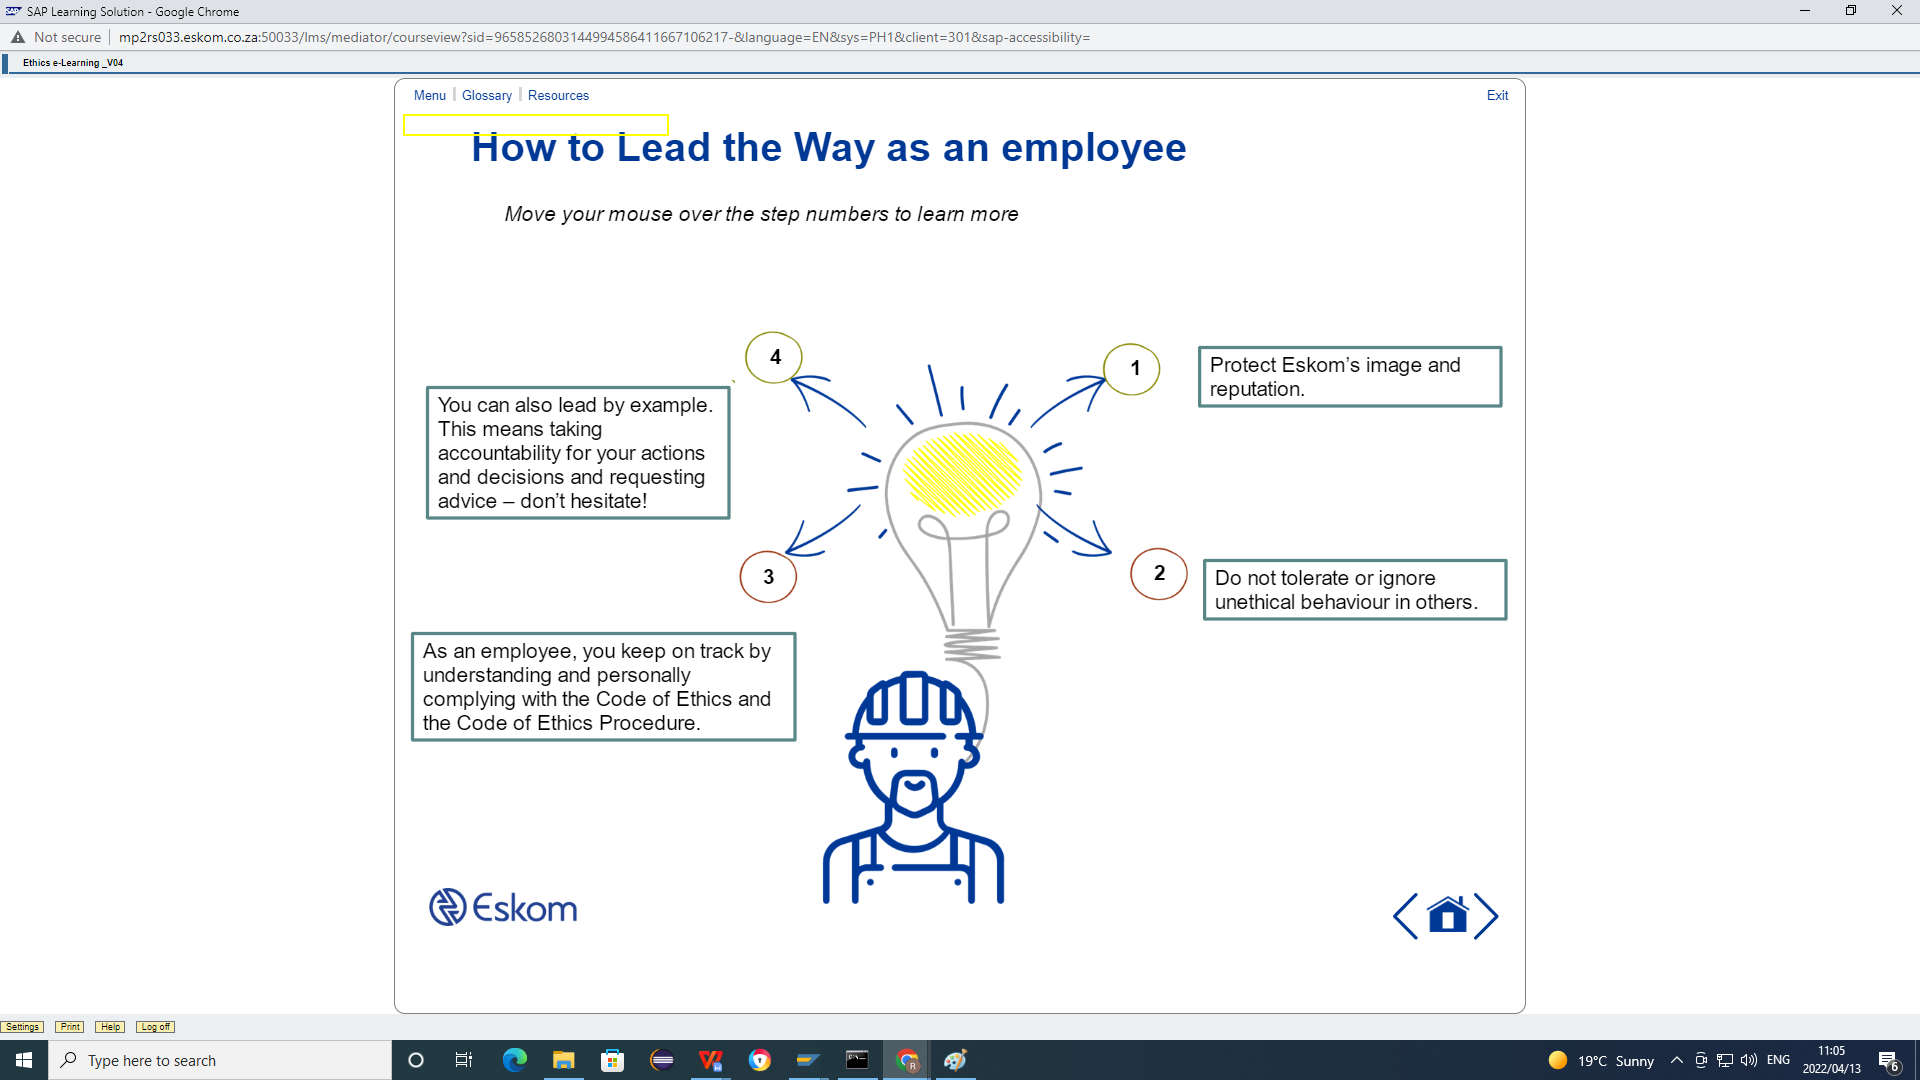 SAP Learning Solution - Google Chrome
Not secure
mp2rs033.eskom.co.za:50033/lms/mediator/courseview?sid=9658526803144994586411667106217-&language=EN&sys=PH1&client=301&sap-accessibility=
Ethics e-Learning _V04
Menu
Glossary
Resources
Exit
How to Lead the Way as an employee
Move your mouse over the step numbers to learn more
4
1
Protect Eskom's image and
reputation.
You can also lead by example.
This means taking
accountability for your actions
and decisions and requesting
advice – don't hesitate!
3
2
Do not tolerate or ignore
unethical behaviour in others.
As an employee, you keep on track by
understanding and personally
complying with the Code of Ethics and
the Code of Ethics Procedure.
Eskom
Settings
Print
Help
Log off
Type here to search
19°C Sunny
ENG
11:05
2022/04/13
6